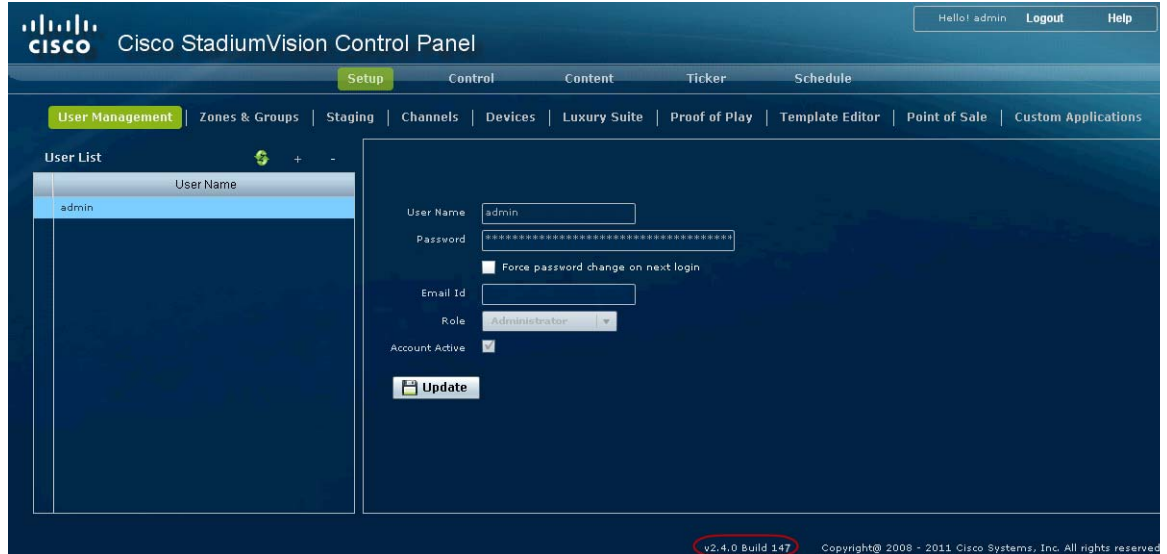 Hello! admin Logout Help
CISCO Cisco StadiumVision Control Panel
Setup Control Content Ticker Schedule
User Management | Zones & Groups | Staging | Channels | Devices | Luxury Suite | Proof of Play | Template Editor | Point of Sale | Custom Applications
User List + -
User Name
admin
User Name admin
Password *************************************
Force password change on next login
Email Id
Role Administrator
Account Active
Update
v2.4.0 Build 147 Copyright@ 2008 - 2011 Cisco Systems, Inc. All rights reserved